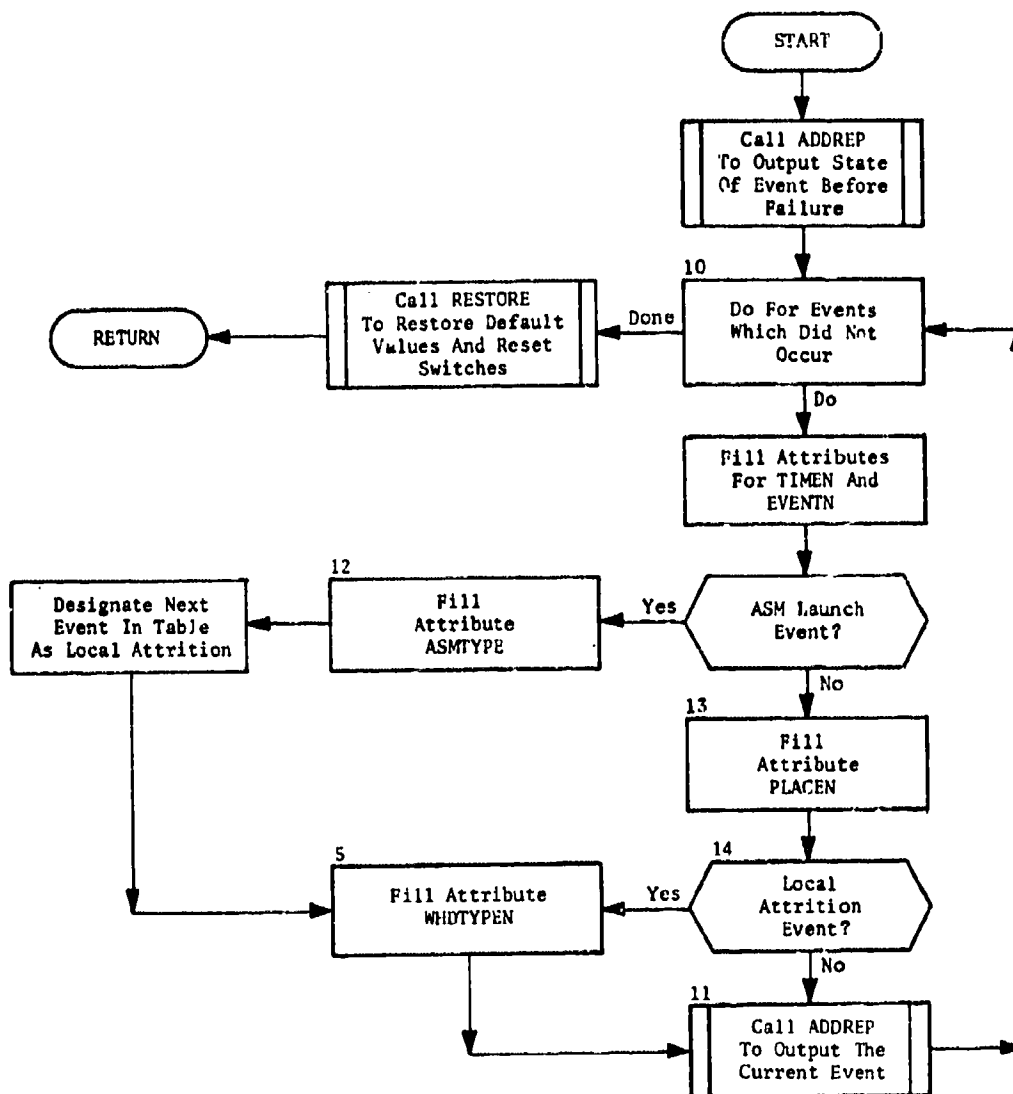 START
Call ADDREP
To Output State
Of Event Before
Failure
10
Do For Events
Which Did Not
Occur
Done
Call RESTORE
To Restore Default
Values And Reset
Switches
RETURN
Do
Fill Attributes
For TIMEN And
EVENTN
ASM Launch
Event?
Yes
12
Fill
Attribute
ASMTYPE
Designate Next
Event In Table
As Local Attrition
No
13
Fill
Attribute
PLACEN
14
Local
Attrition
Event?
Yes
5
Fill Attribute
WHDTYPEN
No
11
Call ADDREP
To Output The
Current Event